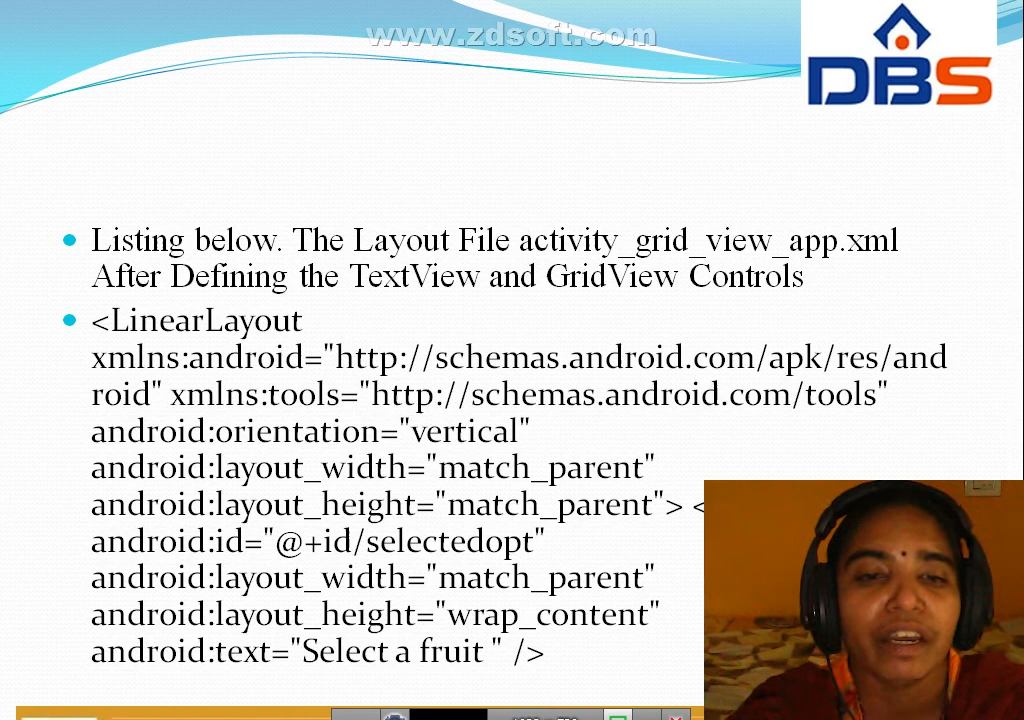 www.zdsoft.com
DBS
Listing below. The Layout File activity_grid_view_app.xml
After Defining the TextView and GridView Controls
<LinearLayout
xmlns:android="http://schemas.android.com/apk/res/and
roid" xmlns:tools="http://schemas.android.com/tools"
android:orientation="vertical"
android:layout_width="match_parent"
android:layout_height="match_parent"> <
android:id="@+id/selectedopt"
android:layout_width="match_parent"
android:layout_height="wrap_content"
android:text="Select a fruit " />